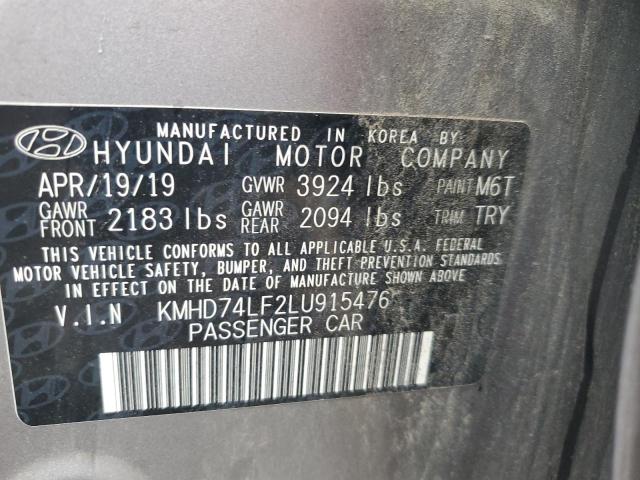 MANUFACTURED IN KOREA BY:
HYUNDAI MOTOR COMPANY
APR/19/19 GVWR 3924 lbs PAINT M6T
GAWR FRONT 2183 lbs GAWR REAR 2094 lbs TRIM TRY
THIS VEHICLE CONFORMS TO ALL APPLICABLE U.S.A. FEDERAL
MOTOR VEHICLE SAFETY, BUMPER, AND THEFT PREVENTION STANDARDS
IN EFFECT ON THE DATE OF MANUFACTURE SHOWN ABOVE
V.I.N KMHD74LF2LU915476
PASSENGER CAR